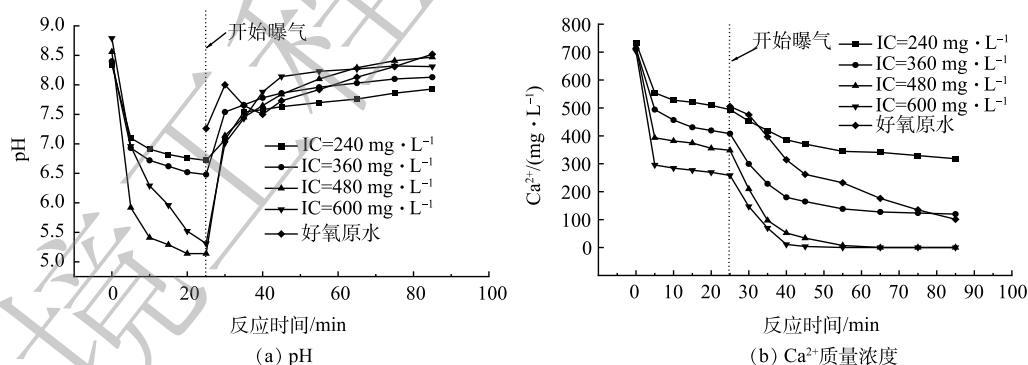 9.0
8.5
8.0
7.5
7.0
6.5
6.0
5.5
5.0
pH
开始曝气
IC=240 mg·L⁻¹
IC=360 mg·L⁻¹
IC=480 mg·L⁻¹
IC=600 mg·L⁻¹
好氧原水
0 20 40 60 80 100
反应时间/min
(a) pH
800
700
600
500
400
300
200
100
0
Ca²⁺/(mg·L⁻¹)
开始曝气
IC=240 mg·L⁻¹
IC=360 mg·L⁻¹
IC=480 mg·L⁻¹
IC=600 mg·L⁻¹
好氧原水
0 10 20 30 40 50 60 70 80 90 100
反应时间/min
(b) Ca²⁺质量浓度
境工程